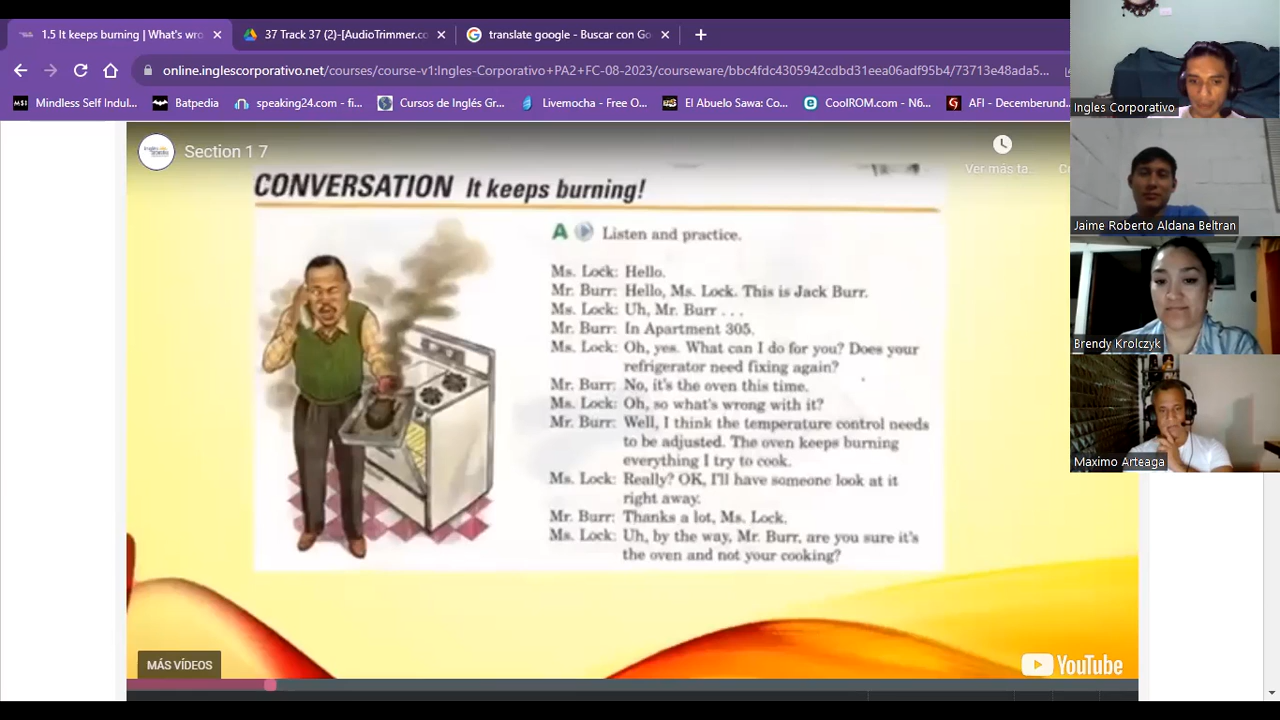 1.5 It keeps burning | What's wro
37 Track 37 (2)-[AudioTrimmer.co
translate google - Buscar con Go
online.inglescorporativo.net/courses/course-v1:Ingles-Corporativo+PA2+FC-08-2023/courseware/bbc4fdc4305942cdbd31eea06adf95b4/73713e48ada5...
Mindless Self Indul...
Batpedia
speaking24.com - fi...
Cursos de Inglés Gr...
Livemocha - Free O...
El Abuelo Sawa: Co...
CoolROM.com - N6...
AFI - Decemberund
Section 1 7
Ver más ta...
CONVERSATION It keeps burning!
A Listen and practice.
Ms. Lock: Hello.
Mr. Burr: Hello, Ms. Lock. This is Jack Burr.
Ms. Lock: Uh, Mr. Burr . . .
Mr. Burr: In Apartment 305.
Ms. Lock: Oh, yes. What can I do for you? Does your
refrigerator need fixing again?
Mr. Burr: No, it's the oven this time.
Ms. Lock: Oh, so what's wrong with it?
Mr. Burr: Well, I think the temperature control needs
to be adjusted. The oven keeps burning
everything I try to cook.
Ms. Lock: Really? OK, I'll have someone look at it
right away.
Mr. Burr: Thanks a lot, Ms. Lock.
Ms. Lock: Uh, by the way, Mr. Burr, are you sure it's
the oven and not your cooking?
MÁS VÍDEOS
YouTube
Ingles Corporativo
Jaime Roberto Aldana Beltran
Brendy Krolczyk
Maximo Arteaga